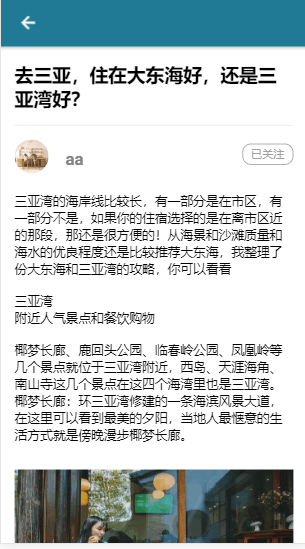 去三亚，住在大东海好，还是三
亚湾好？
aa
已关注
三亚湾的海岸线比较长，有一部分是在市区，有
一部分不是，如果你的住宿选择的是在离市区近
的那段，那还是很方便的！从海景和沙滩质量和
海水的优良程度还是比较推荐大东海，我整理了
份大东海和三亚湾的攻略，你可以看看
三亚湾
附近人气景点和餐饮购物
椰梦长廊、鹿回头公园、临春岭公园、凤凰岭等
几个景点就位于三亚湾附近，西岛、天涯海角、
南山寺这几个景点在这四个海湾里也是三亚湾。
椰梦长廊：环三亚湾修建的一条海滨风景大道，
在这里可以看到最美的夕阳，当地人最惬意的生
活方式就是傍晚漫步椰梦长廊。